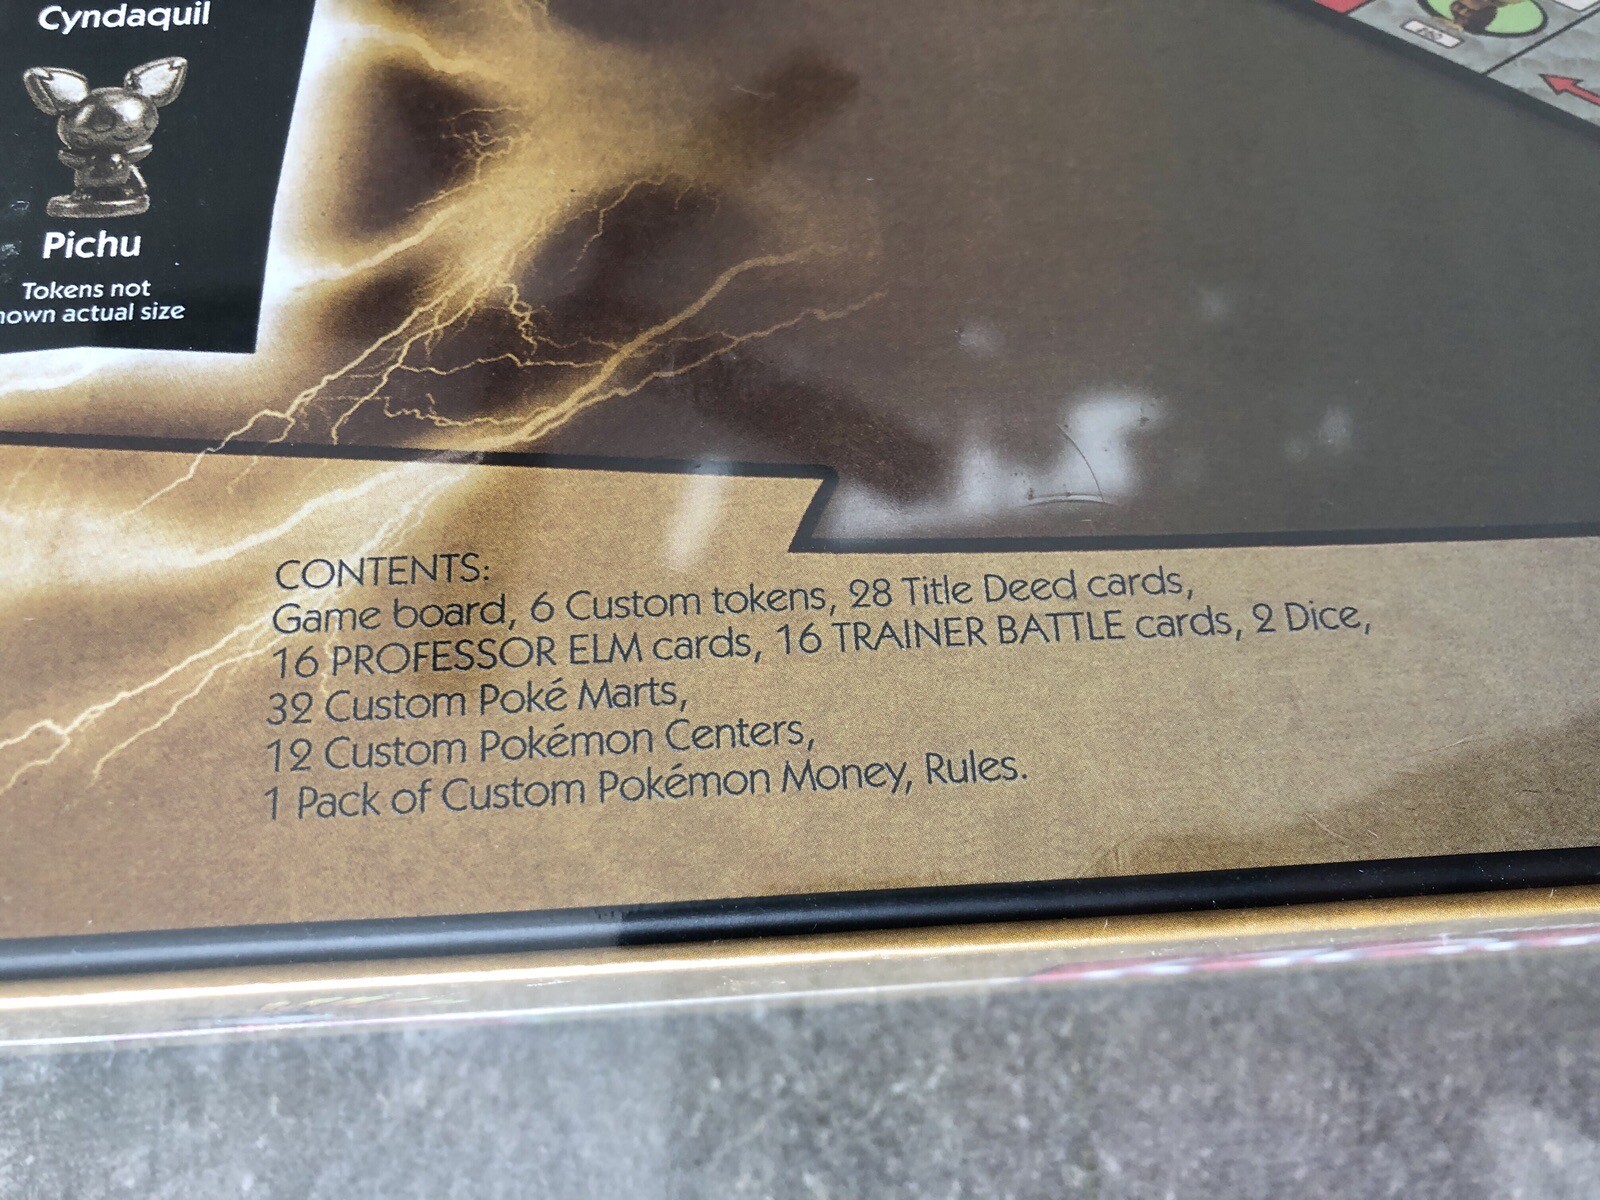 Cyndaquil
Pichu
Tokens not
actual size
CONTENTS:
Game board, 6 Custom tokens, 28 Title Deed cards,
16 PROFESSOR ELM cards, 16 TRAINER BATTLE cards, 2 Dice,
32 Custom Poké Marts,
12 Custom Pokémon Centers,
1 Pack of Custom Pokémon Money, Rules.